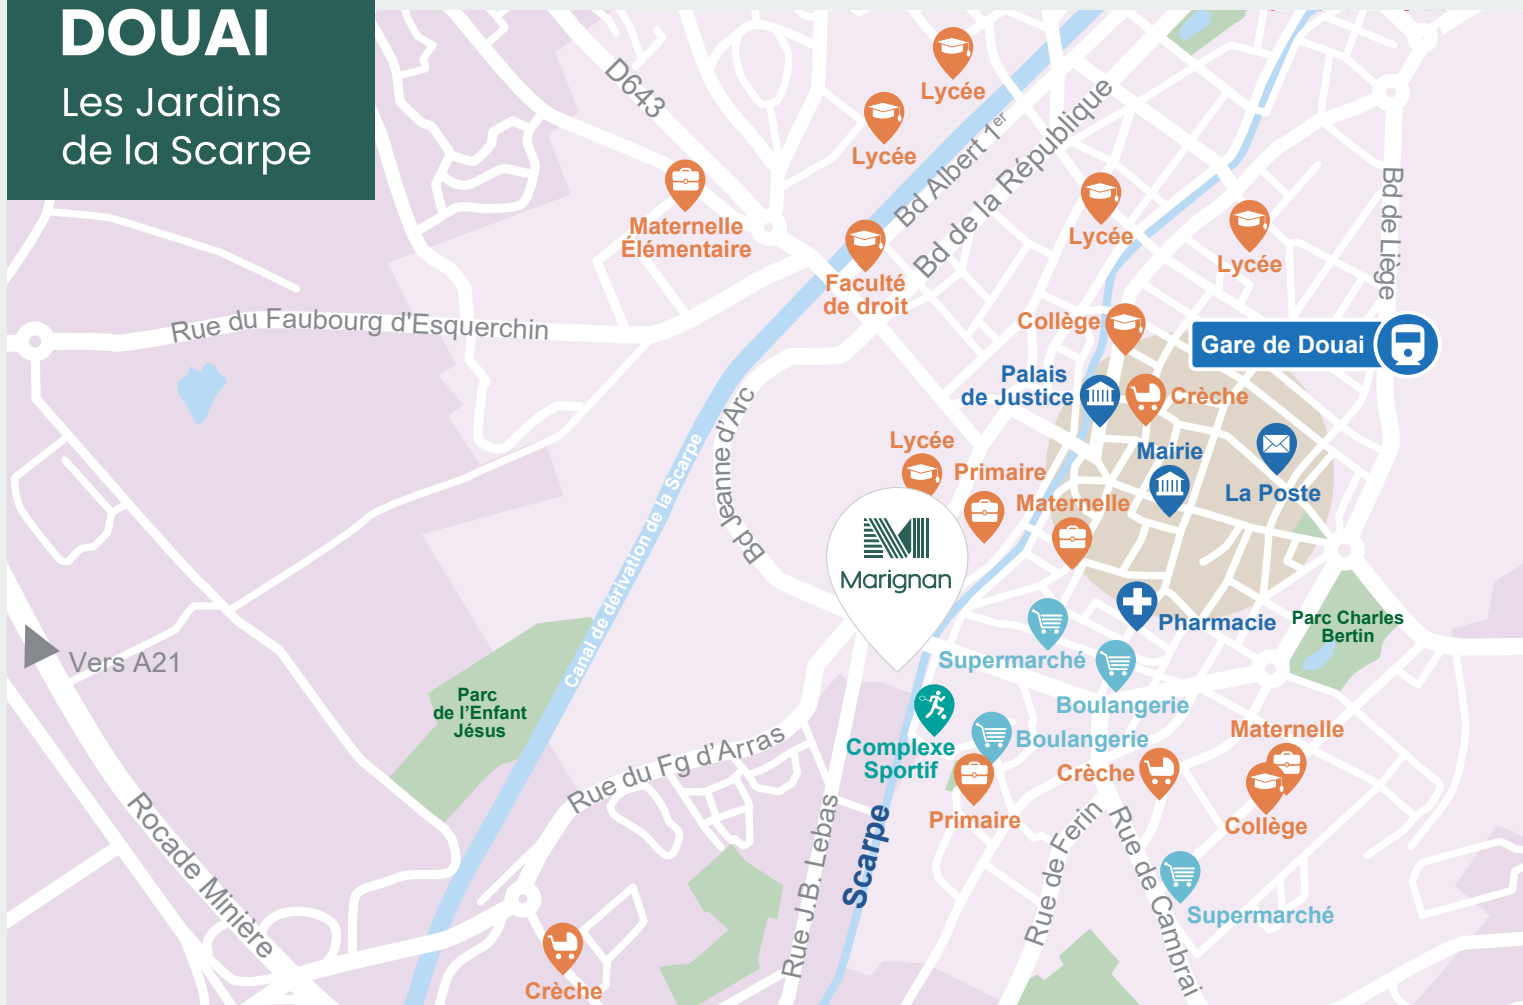 DOUAI
Les Jardins
de la Scarpe
D643
Lycée
Lycée
Bd Albert 1er
Bd de la République
Maternelle
Élémentaire
Faculté
de droit
Lycée
Lycée
Bd de Liège
Rue du Faubourg d'Esquerchin
Collège
Gare de Douai
Palais
de Justice
Crèche
Bd Jeanne d'Arc
Lycée
Primaire
Mairie
Maternelle
La Poste
Canal de dérivation de la Scarpe
Marignan
Pharmacie
Parc Charles
Bertin
Vers A21
Supermarché
Parc
de l'Enfant
Jésus
Boulangerie
Complexe
Sportif
Boulangerie
Maternelle
Rue du Fg d'Arras
Crèche
Primaire
Collège
Rocade Minière
Rue J.B. Lebas
Scarpe
Rue de Ferin
Rue de Cambrai
Supermarché
Crèche